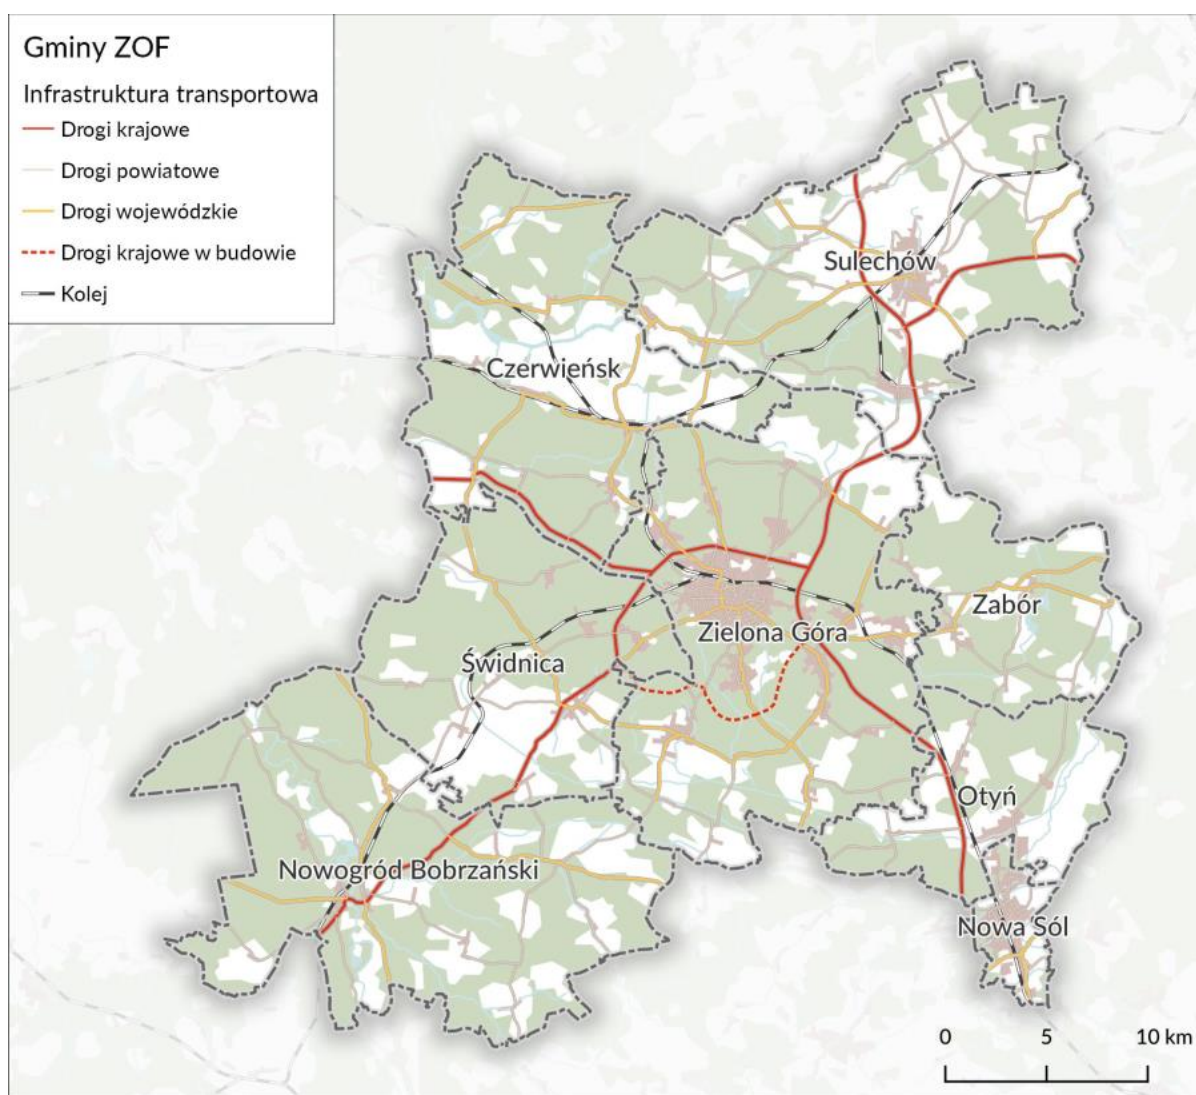 Gminy ZOF
Infrastruktura transportowa
Drogi krajowe
Drogi powiatowe
Drogi wojewódzkie
Drogi krajowe w budowie
Kolej
Sulechów
Czerwieńsk
Zabór
Zielona Góra
Świdnica
Otyń
Nowogród Bobrzański
Nowa Sól
0 5 10 km